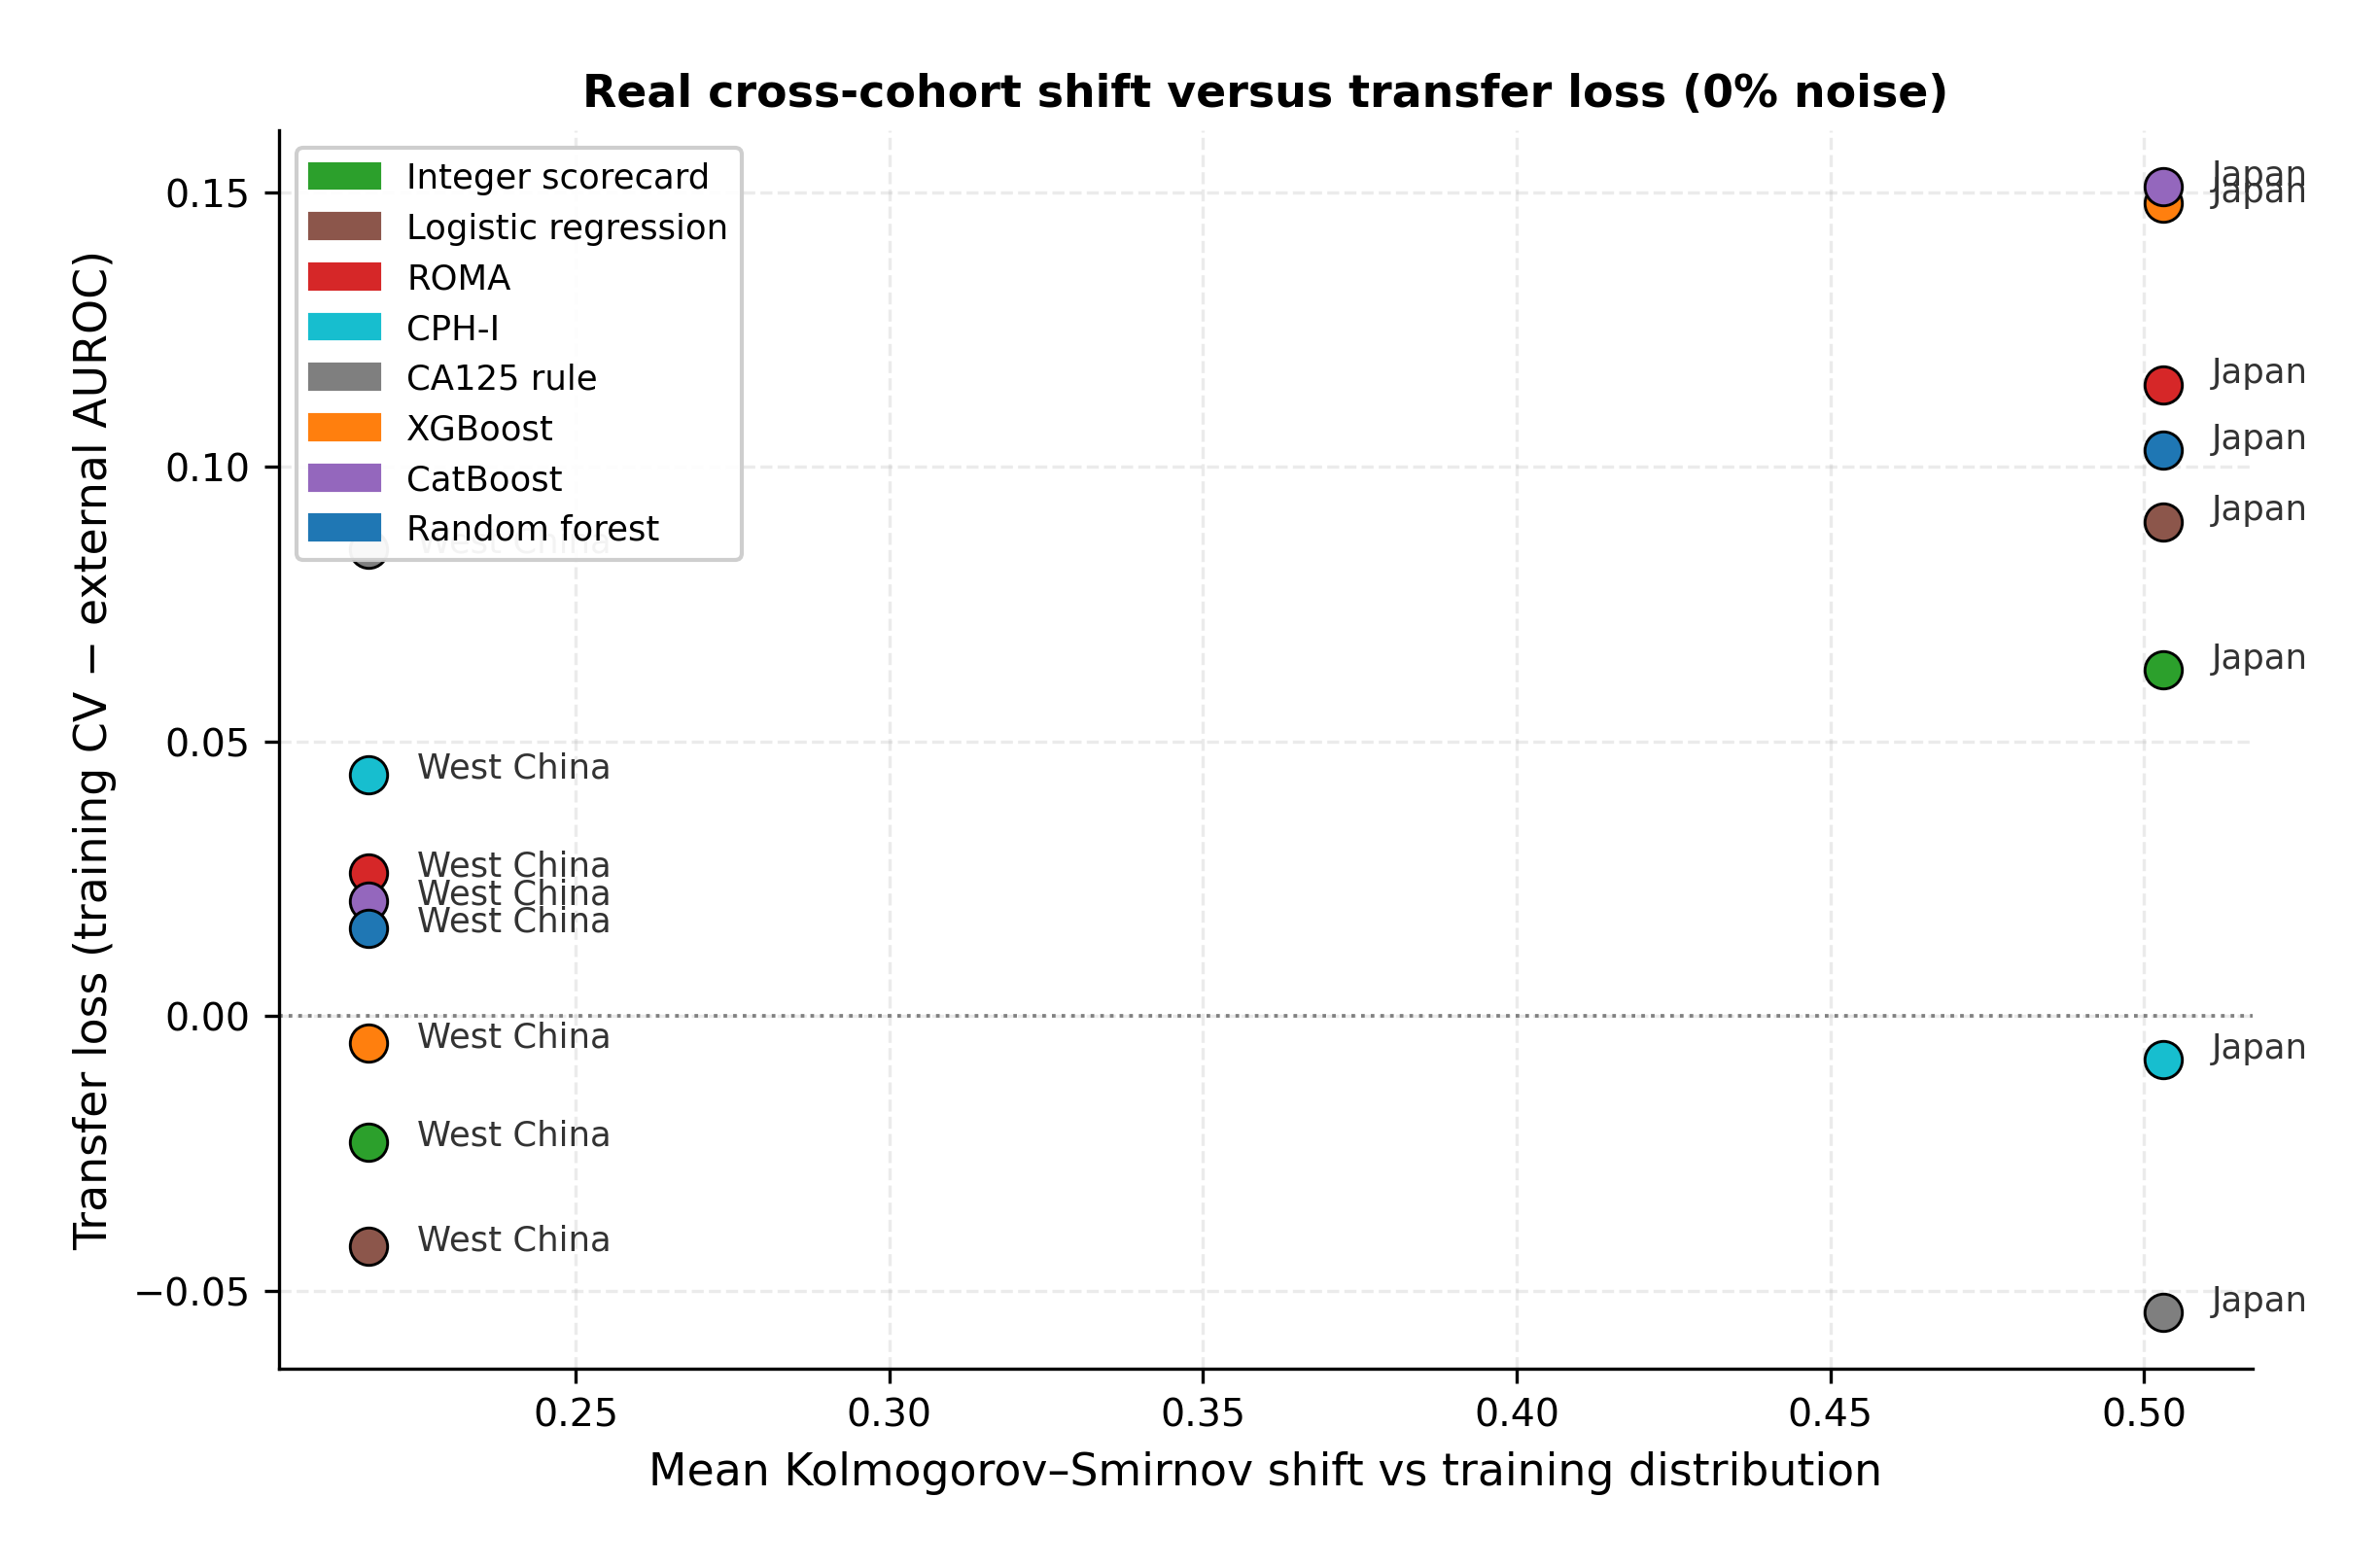 Real cross-cohort shift versus transfer loss (0% noise)
Integer scorecard
Logistic regression
ROMA
CPH-I
CA125 rule
XGBoost
CatBoost
Random forest
Transfer loss (training CV − external AUROC)
0.15
0.10
0.05
0.00
−0.05
Japan
Japan
Japan
Japan
Japan
Japan
Japan
Japan
West China
West China
West China
West China
West China
West China
West China
West China
0.25
0.30
0.35
0.40
0.45
0.50
Mean Kolmogorov–Smirnov shift vs training distribution